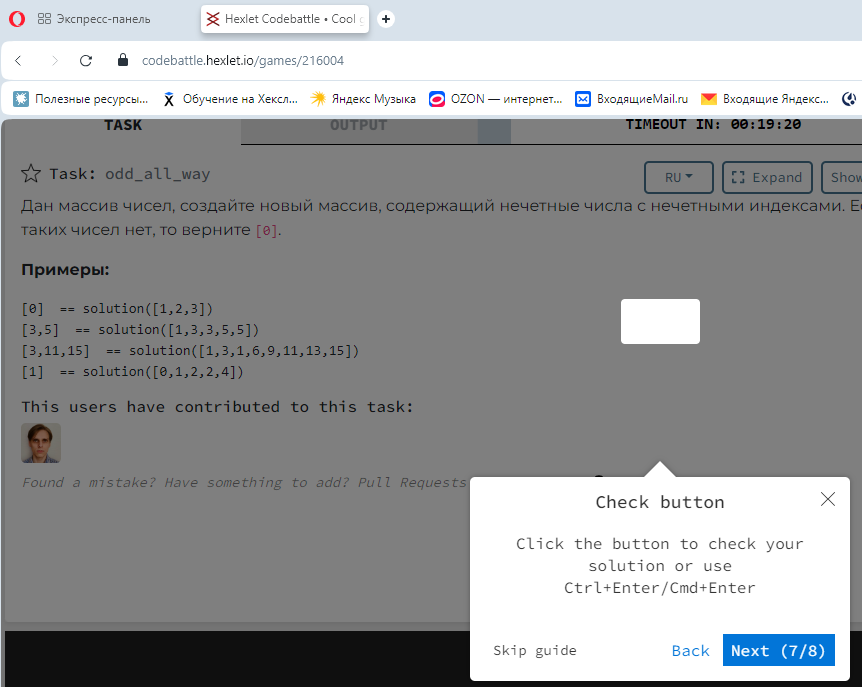 Экспресс-панель
Hexlet Codebattle • Cool
codebattle.hexlet.io/games/216004
Полезные ресурсы...
Обучение на Хексл...
Яндекс Музыка
OZON — интернет...
ВходящиеMail.ru
Входящие Яндекс...
TASK
OUTPUT
TIMEOUT IN: 00:19:20
Task: odd_all_way
RU
Expand
Show
Дан массив чисел, создайте новый массив, содержащий нечетные числа с нечетными индексами.
таких чисел нет, то верните [0].
Примеры:
[0] == solution([1,2,3])
[3,5] == solution([1,3,3,5,5])
[3,11,15] == solution([1,3,1,6,9,11,13,15])
[1] == solution([0,1,2,2,4])
This users have contributed to this task:
Found a mistake? Have something to add? Pull Requests
Check button
Click the button to check your
solution or use
Ctrl+Enter/Cmd+Enter
Skip guide
Back
Next (7/8)